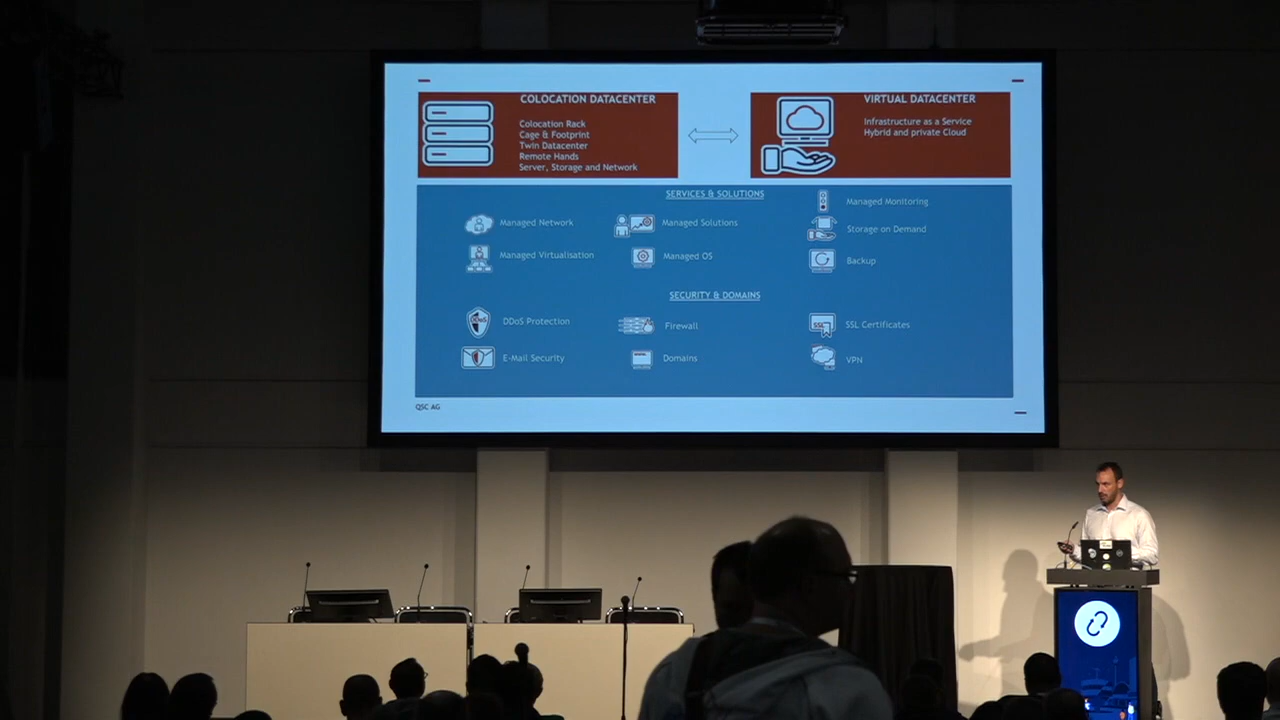 COLOCATION DATACENTER
Colocation Rack
Cage & Footprint
Twin Datacenter
Remote Hands
Server, Storage and Network
VIRTUAL DATACENTER
Infrastructure as a Service
Hybrid and private Cloud
SERVICES & SOLUTIONS
Managed Network
Managed Solutions
Managed Monitoring
Storage on Demand
Managed Virtualisation
Managed OS
Backup
SECURITY & DOMAINS
DDoS
DDoS Protection
Firewall
SSL
SSL Certificates
E-Mail Security
Domains
VPN
QSC AG